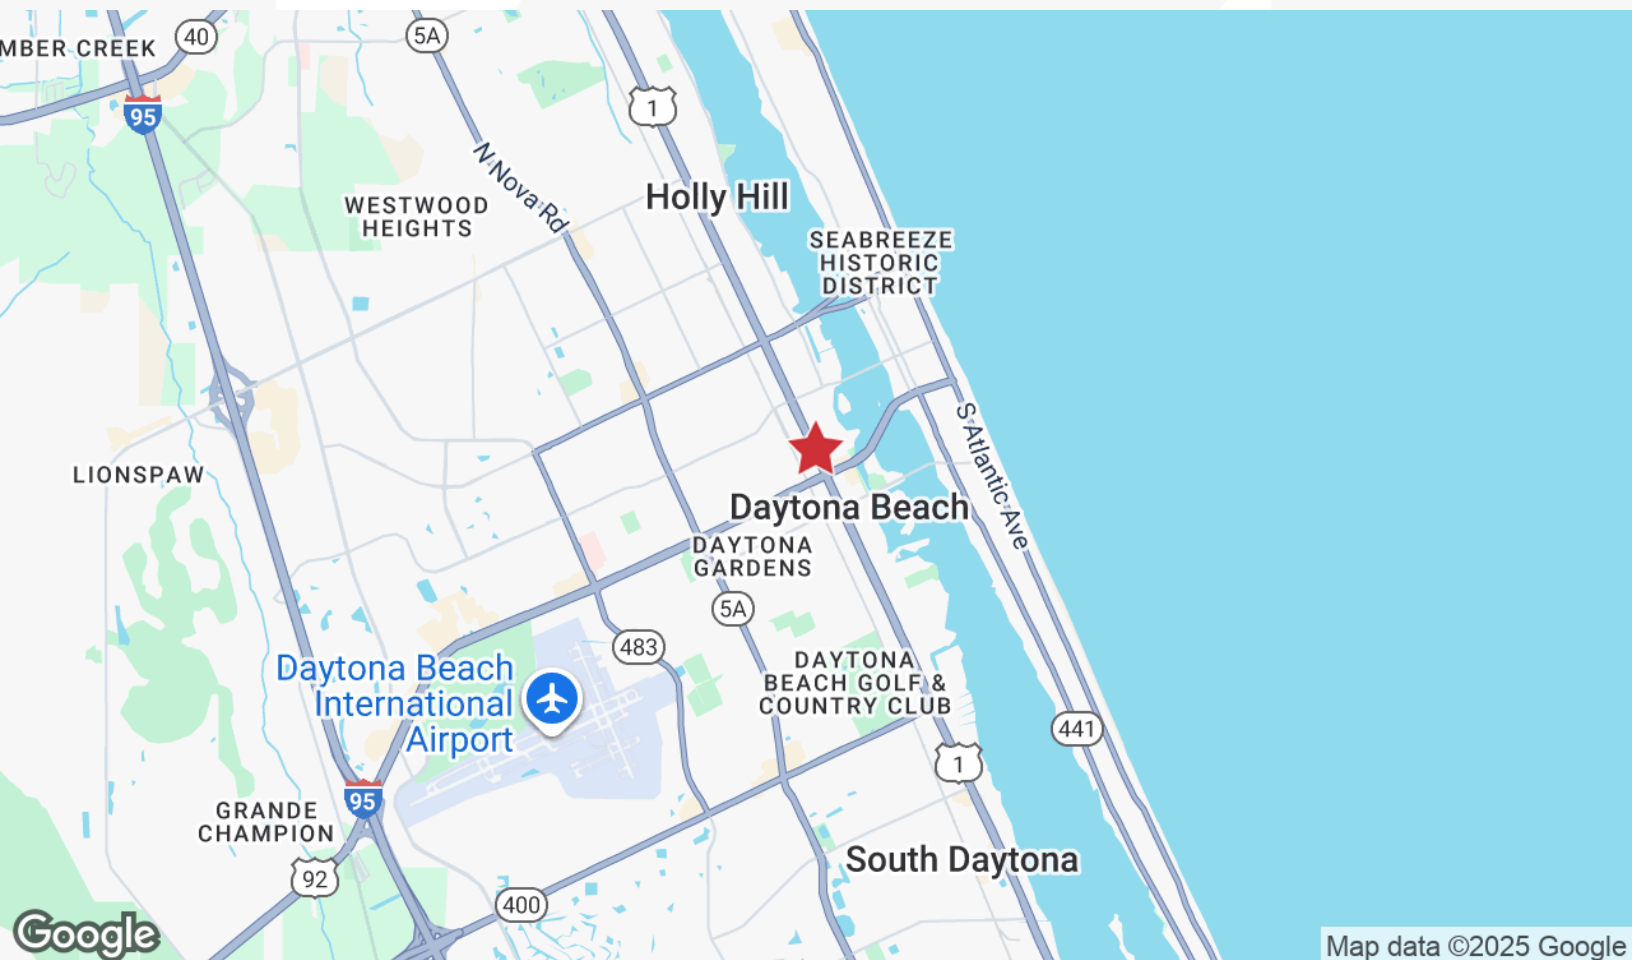 MBER CREEK
40
5A
95
1
N Nova Rd
Holly Hill
WESTWOOD
HEIGHTS
SEABREEZE
HISTORIC
DISTRICT
S Atlantic Ave
LIONSPAW
Daytona Beach
DAYTONA
GARDENS
5A
483
Daytona Beach
International
Airport
DAYTONA
BEACH GOLF &
COUNTRY CLUB
441
1
95
GRANDE
CHAMPION
92
South Daytona
400
Google
Map data ©2025 Google